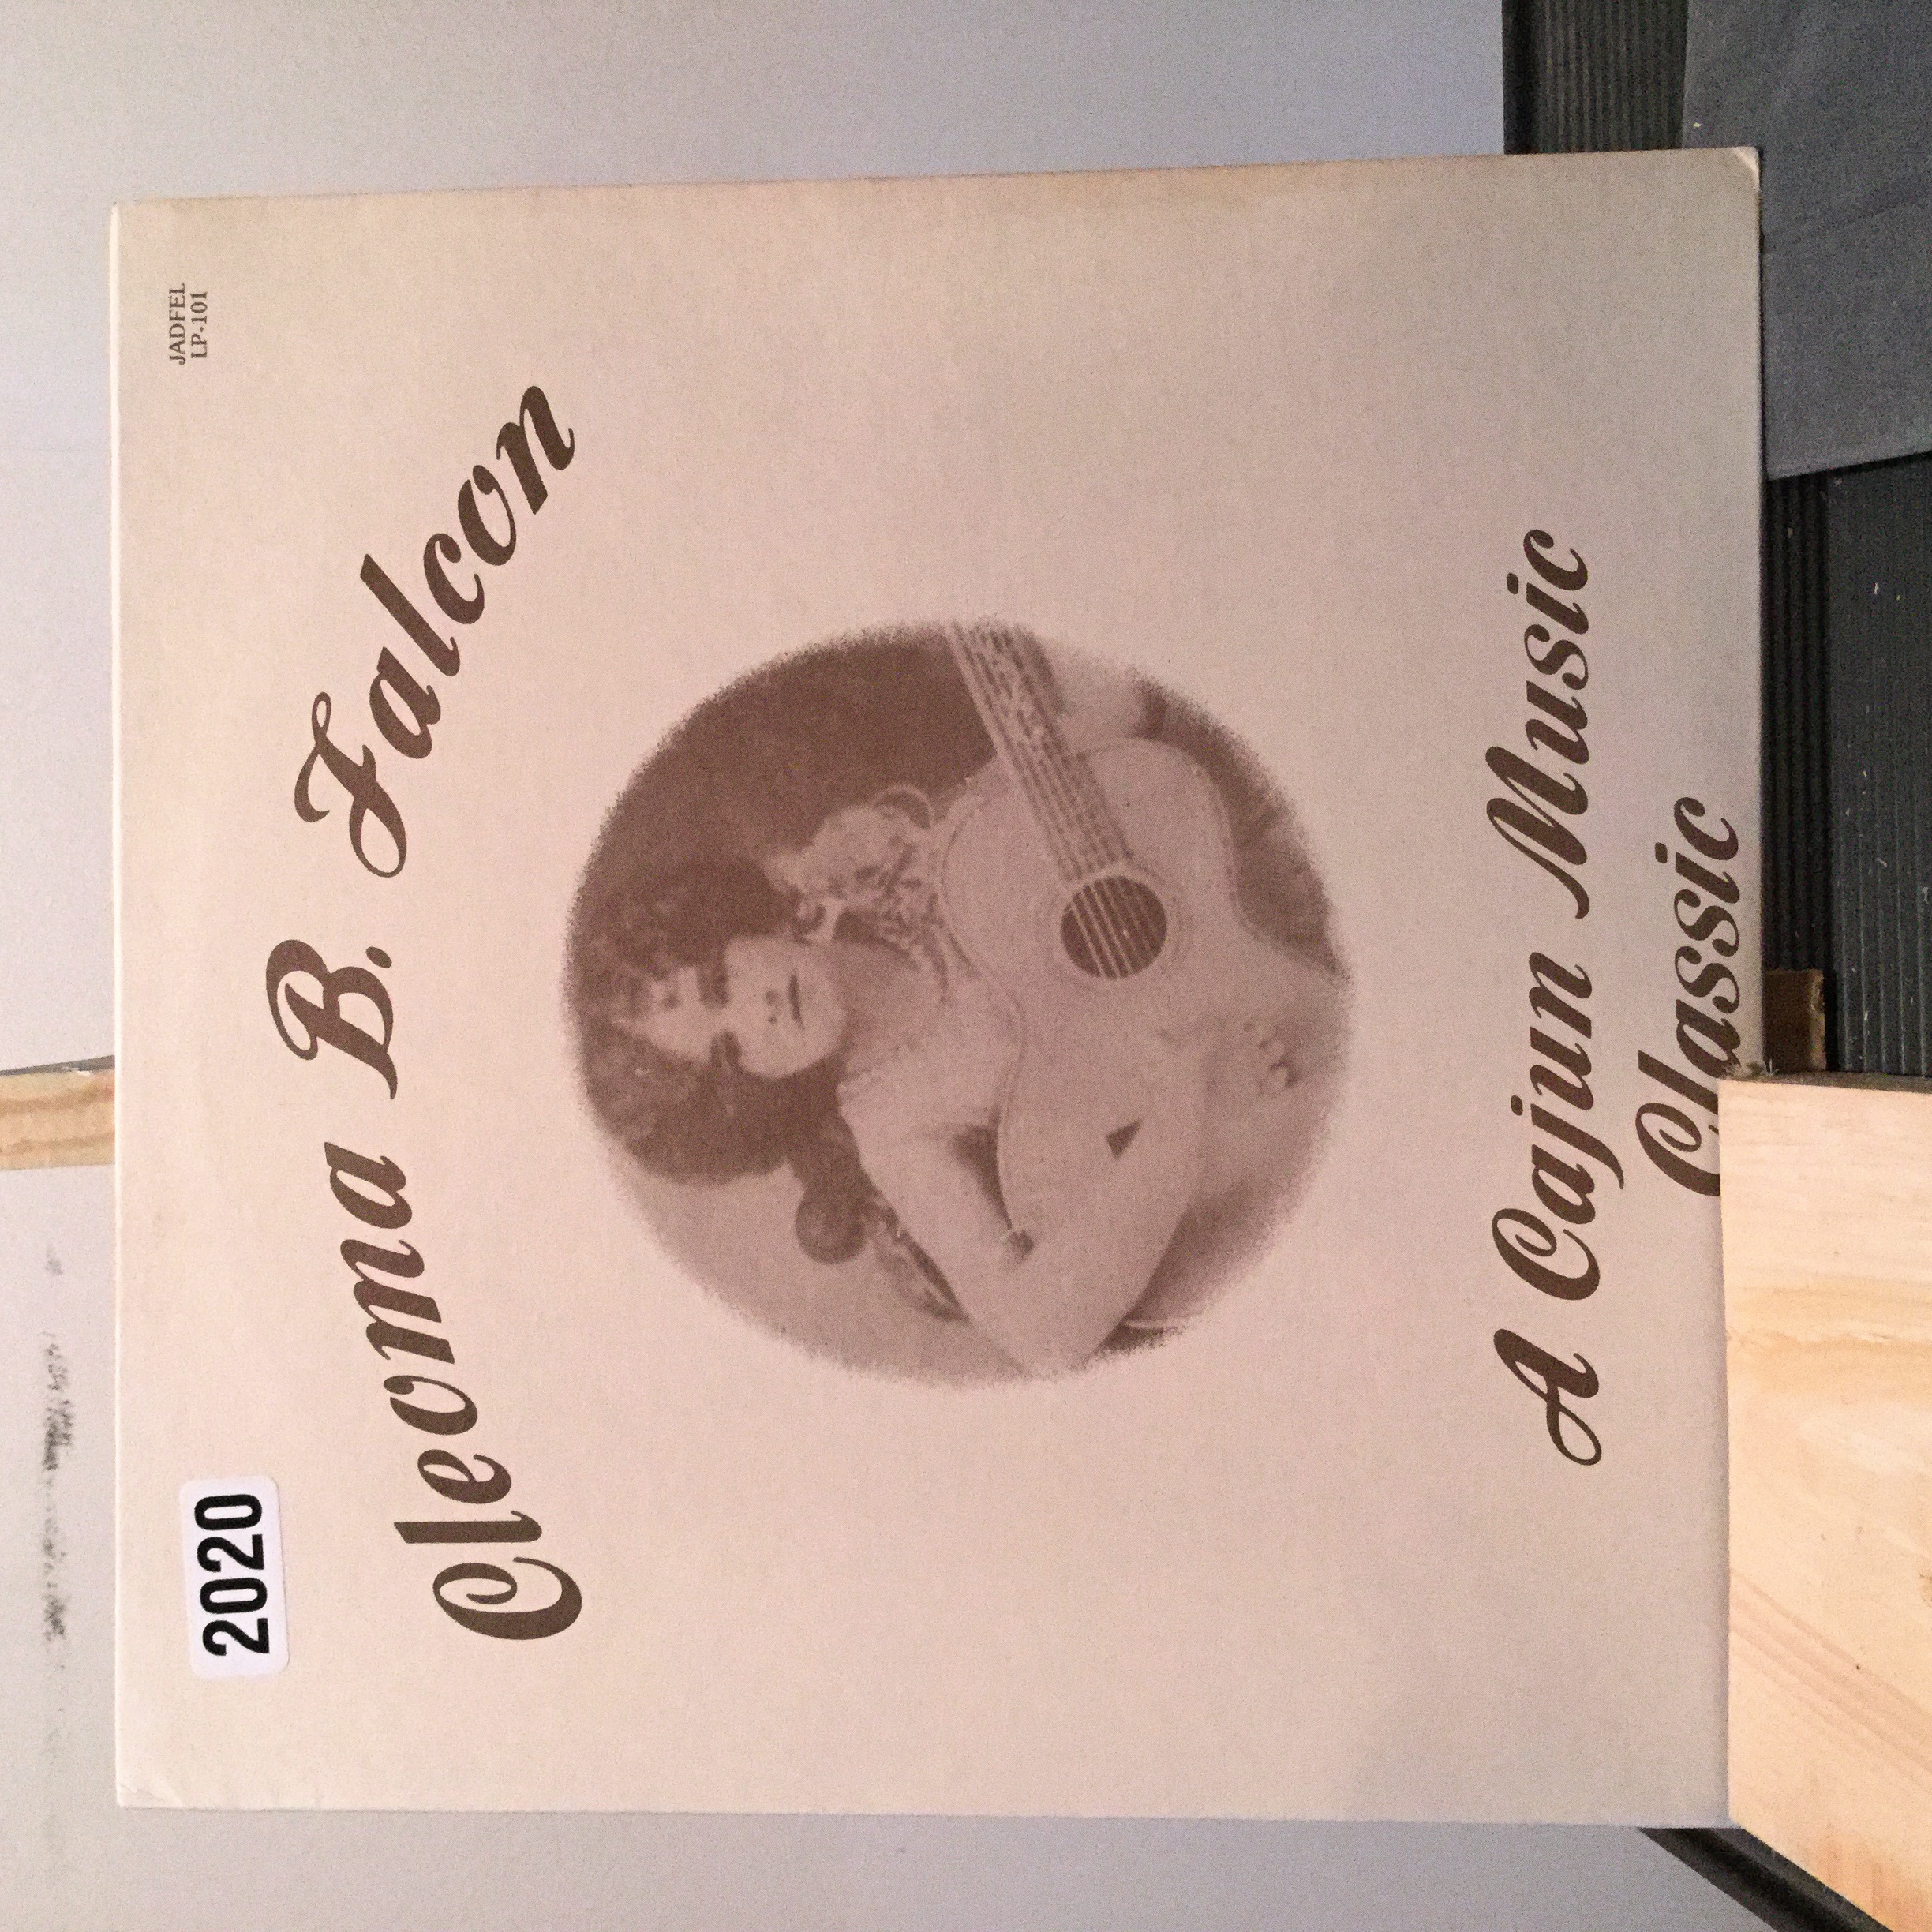 2020
JADFEL
LP-101
Cleoma B. Falcon
A Cajun Music
Classic